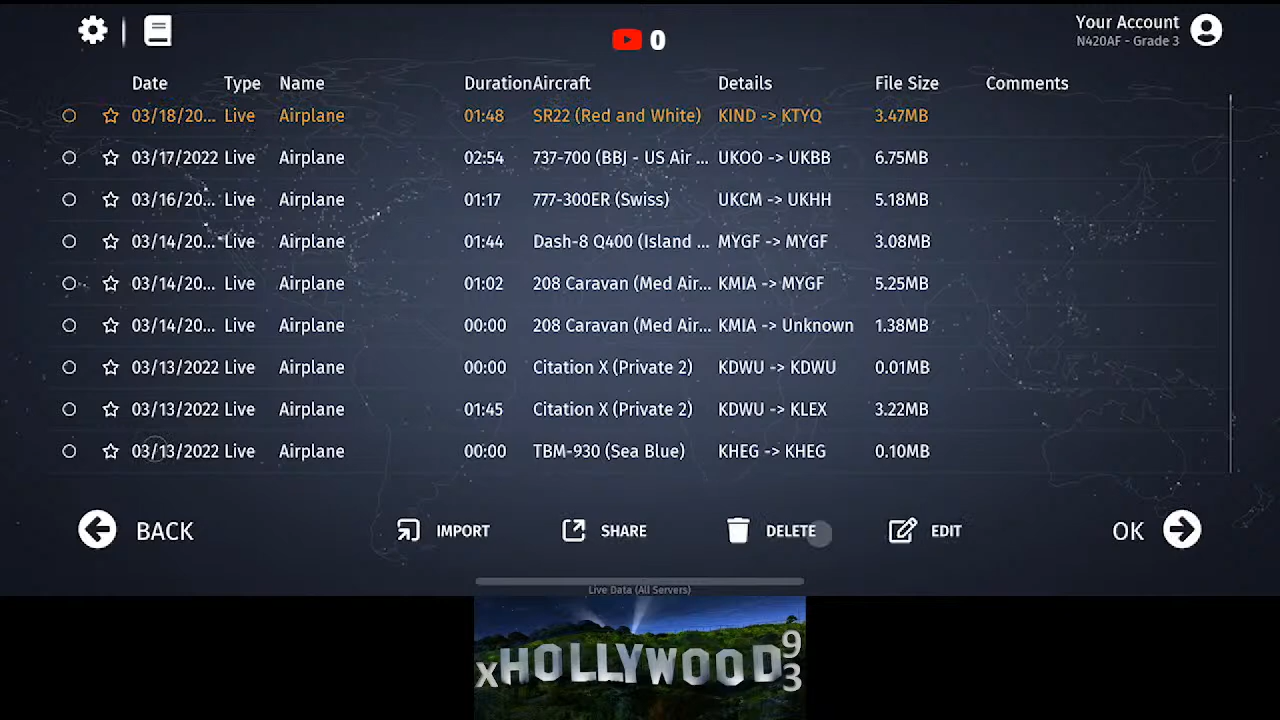 Your Account
N420AF - Grade 3
0
Date Type Name Duration Aircraft Details File Size Comments
03/18/20... Live Airplane 01:48 SR22 (Red and White) KIND -> KTYQ 3.47MB
03/17/2022 Live Airplane 02:54 737-700 (BBJ - US Air ... UKOO -> UKBB 6.75MB
03/16/20... Live Airplane 01:17 777-300ER (Swiss) UKCM -> UKHH 5.18MB
03/14/20... Live Airplane 01:44 Dash-8 Q400 (Island ... MYGF -> MYGF 3.08MB
03/14/20... Live Airplane 01:02 208 Caravan (Med Air... KMIA -> MYGF 5.25MB
03/14/20... Live Airplane 00:00 208 Caravan (Med Air... KMIA -> Unknown 1.38MB
03/13/2022 Live Airplane 00:00 Citation X (Private 2) KDWU -> KDWU 0.01MB
03/13/2022 Live Airplane 01:45 Citation X (Private 2) KDWU -> KLEX 3.22MB
03/13/2022 Live Airplane 00:00 TBM-930 (Sea Blue) KHEG -> KHEG 0.10MB
BACK IMPORT SHARE DELETE EDIT OK
Live Data (All Servers)
xHOLLYWOOD93